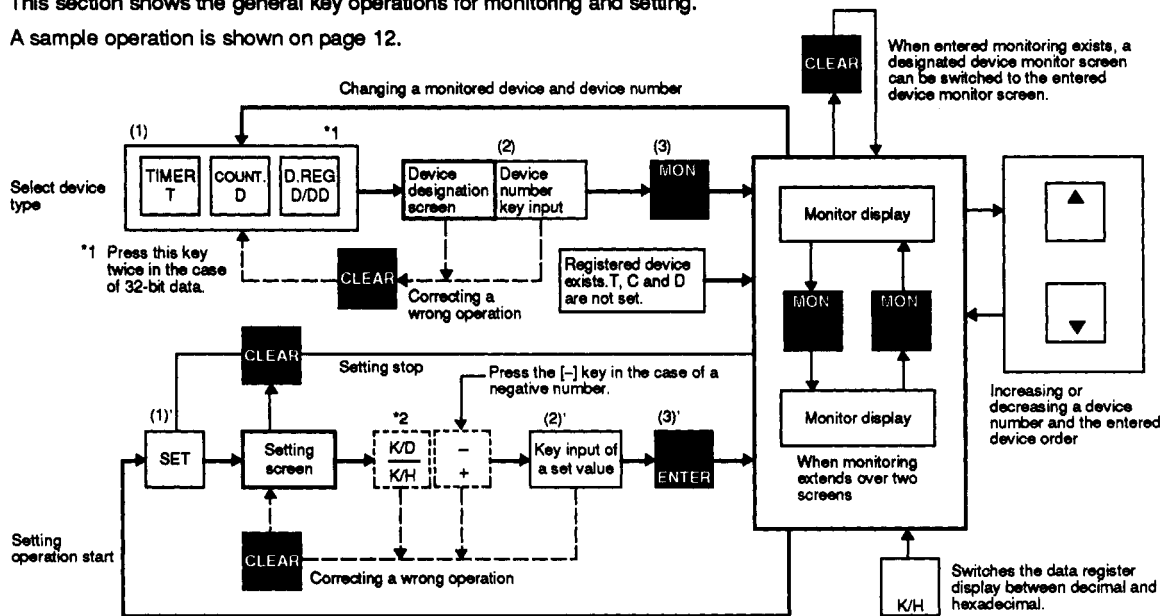 This section shows the general key operations for monitoring and setting.
A sample operation is shown on page 12.
CLEAR
When entered monitoring exists, a
designated device monitor screen
can be switched to the entered
device monitor screen.
Changing a monitored device and device number
(1)
*1
Select device
type
TIMER
T
COUNT.
D
D.REG
D/DD
Device
designation
screen
(2)
Device
number
key input
(3)
MON
*1 Press this key
twice in the case
of 32-bit data.
CLEAR
Correcting a
wrong operation
Registered device
exists.T, C and D
are not set.
Monitor display
MON
MON
Monitor display
When monitoring
extends over two
screens
▲
▼
Increasing or
decreasing a device
number and the entered
device order
CLEAR
Setting stop
Press the [–] key in the case of a
negative number.
(1)'
SET
Setting
screen
*2
K/D
K/H
–
+
(2)'
Key input of
a set value
(3)'
ENTER
Setting
operation start
CLEAR
Correcting a wrong operation
K/H
Switches the data register
display between decimal and
hexadecimal.